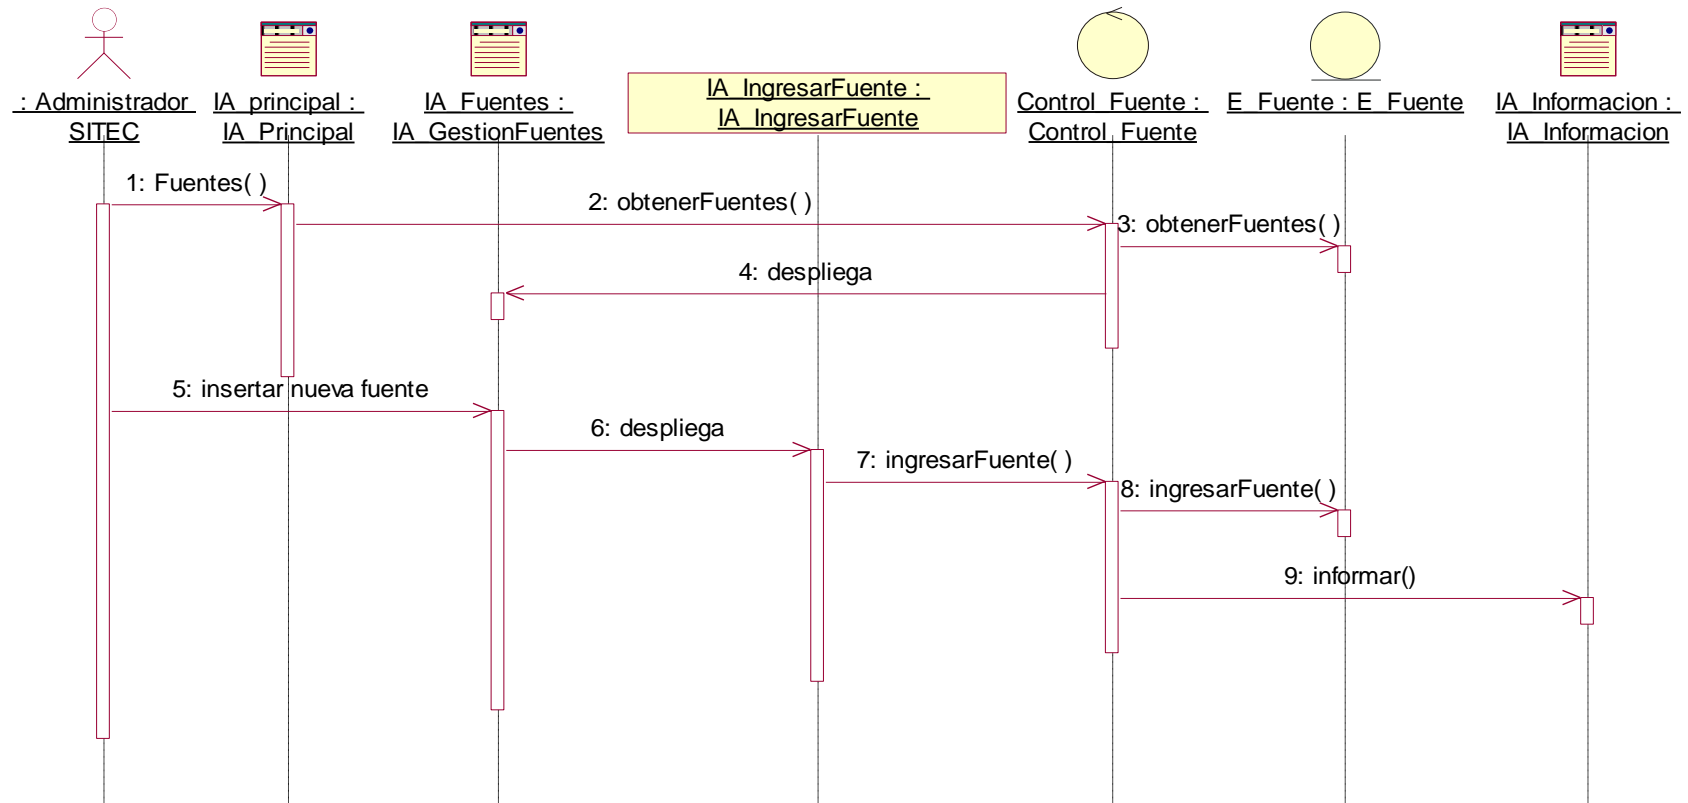 : Administrador
SITEC
IA_principal :
IA_Principal
IA_Fuentes :
IA_GestionFuentes
IA_IngresarFuente :
IA_IngresarFuente
Control_Fuente :
Control_Fuente
E_Fuente : E_Fuente
IA_Informacion :
IA_Informacion
1: Fuentes( )
2: obtenerFuentes( )
3: obtenerFuentes( )
4: despliega
5: insertar nueva fuente
6: despliega
7: ingresarFuente( )
8: ingresarFuente( )
9: informar()